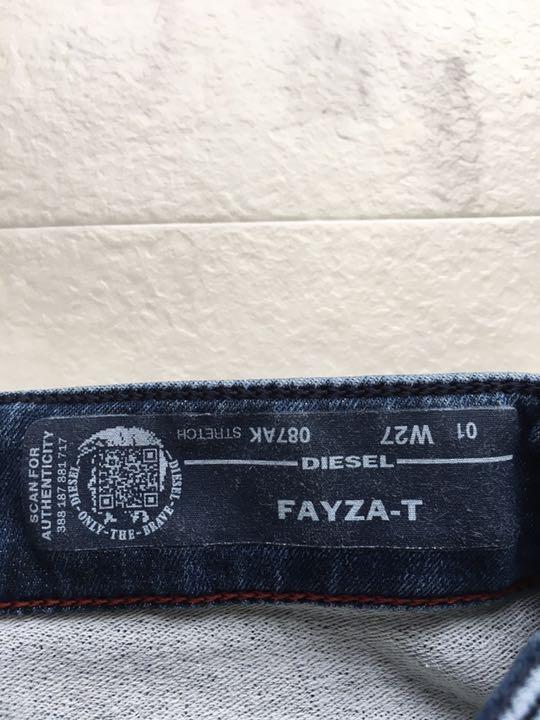 SCAN FOR
AUTHENTICITY
388 187 881 717
DIESEL
DIESEL
-ONLY-THE-BRAVE-
01 W27 087AK STRETCH
DIESEL
FAYZA-T